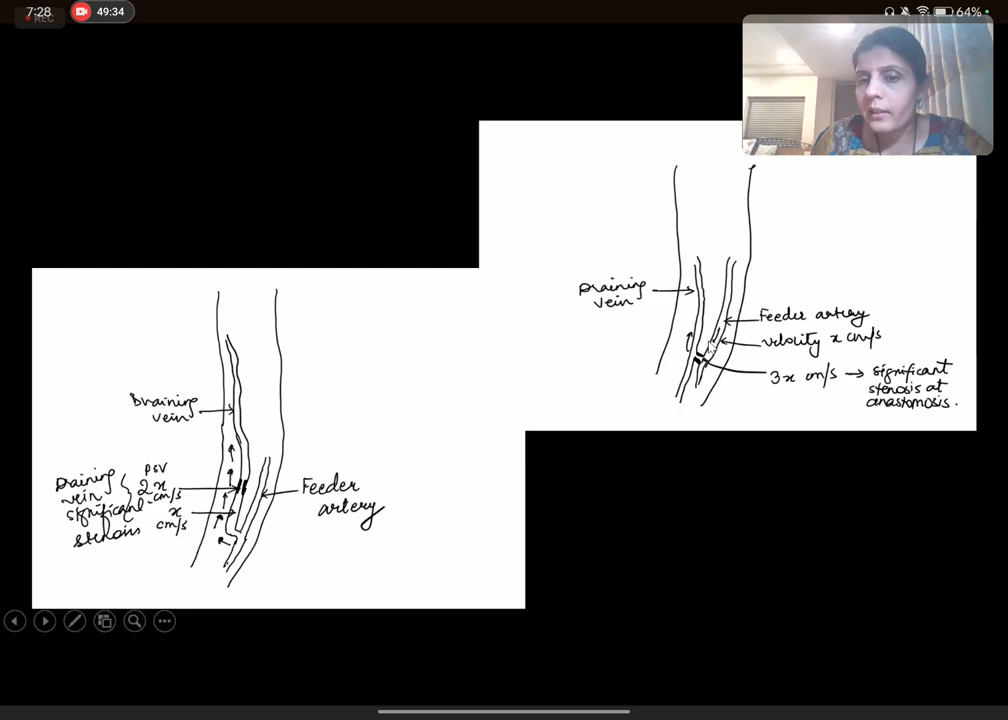 7:28
49:34
64%
REC
Draining
vein
Feeder artery
velocity x cm/s
3x cm/s → significant
stenosis at
anastomosis.
Draining
vein
PSV
Draining
vein
2x
cm/s
significant
stenosis
x
cm/s
Feeder
artery